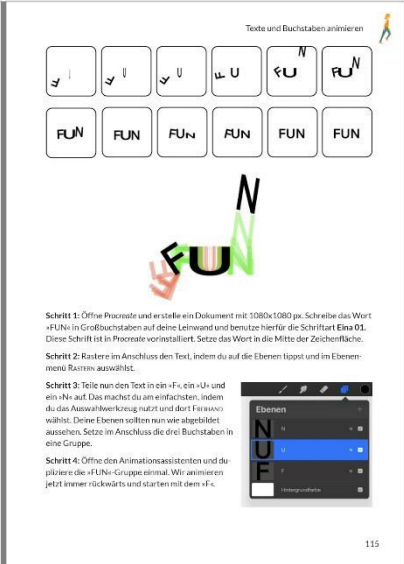 Texte und Buchstaben animieren
F U
F U
F U
F U
F U N
F U N
FUN
FUN
FUN
FUN
FUN
FUN
FUN
Schritt 1: Öffne Procreate und erstelle ein Dokument mit 1080x1080 px. Schreibe das Wort
»FUN« in Großbuchstaben auf deine Leinwand und benutze hierfür die Schriftart Eina 01.
Diese Schrift ist in Procreate vorinstalliert. Setze das Wort in die Mitte der Zeichenfläche.
Schritt 2: Rastere im Anschluss den Text, indem du auf die Ebenen tippst und im Ebenen-
menü Rastern auswählst.
Schritt 3: Teile nun den Text in ein »F«, ein »U« und
ein »N« auf. Das machst du am einfachsten, indem
du das Auswahlwerkzeug nutzt und dort Freihand
wählst. Deine Ebenen sollten nun wie abgebildet
aussehen. Setze im Anschluss die drei Buchstaben in
eine Gruppe.
Schritt 4: Öffne den Animationsassistenten und du-
pliziere die »FUN«-Gruppe einmal. Wir animieren
jetzt immer rückwärts und starten mit dem »F«.
Ebenen
N N N
U U N
F F N
Hintergrundfarbe
115